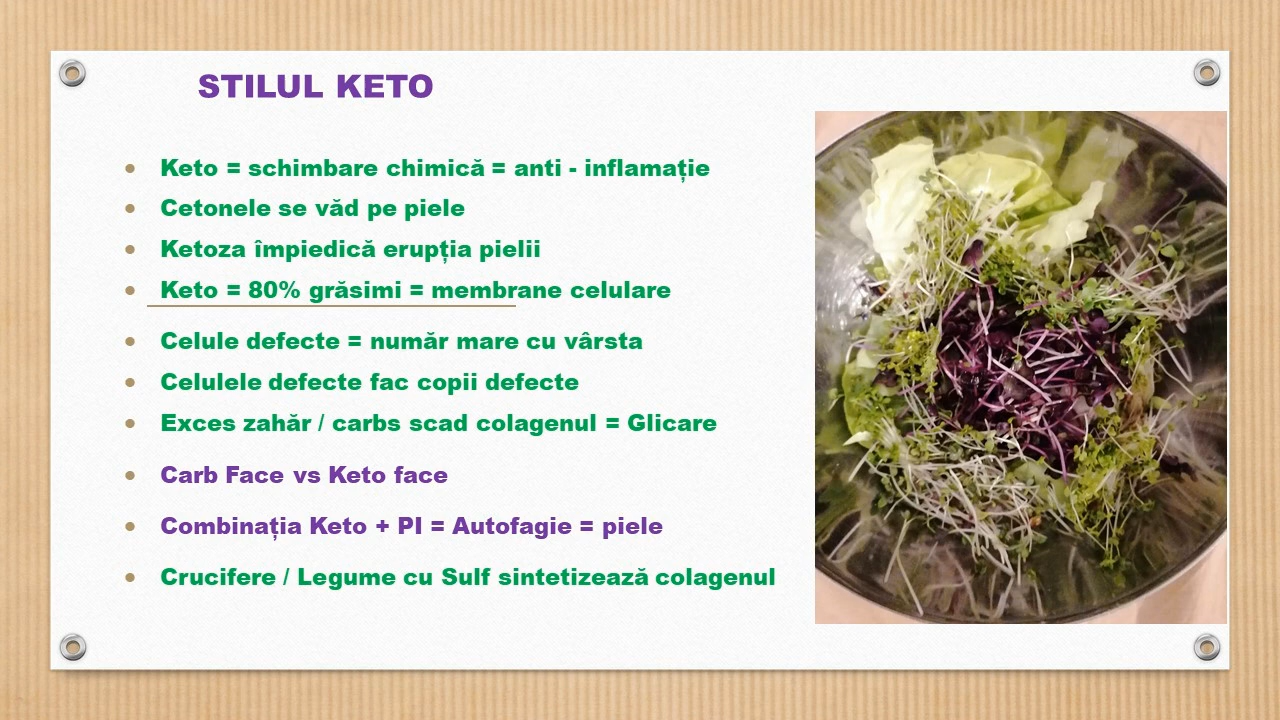 STILUL KETO
Keto = schimbare chimică = anti - inflamație
Cetonele se văd pe piele
Ketoza împiedică erupția pielii
Keto = 80% grăsimi = membrane celulare
Celule defecte = număr mare cu vârsta
Celulele defecte fac copii defecte
Exces zahăr / carbs scad colagenul = Glicare
Carb Face vs Keto face
Combinația Keto + PI = Autofagie = piele
Crucifere / Legume cu Sulf sintetizează colagenul